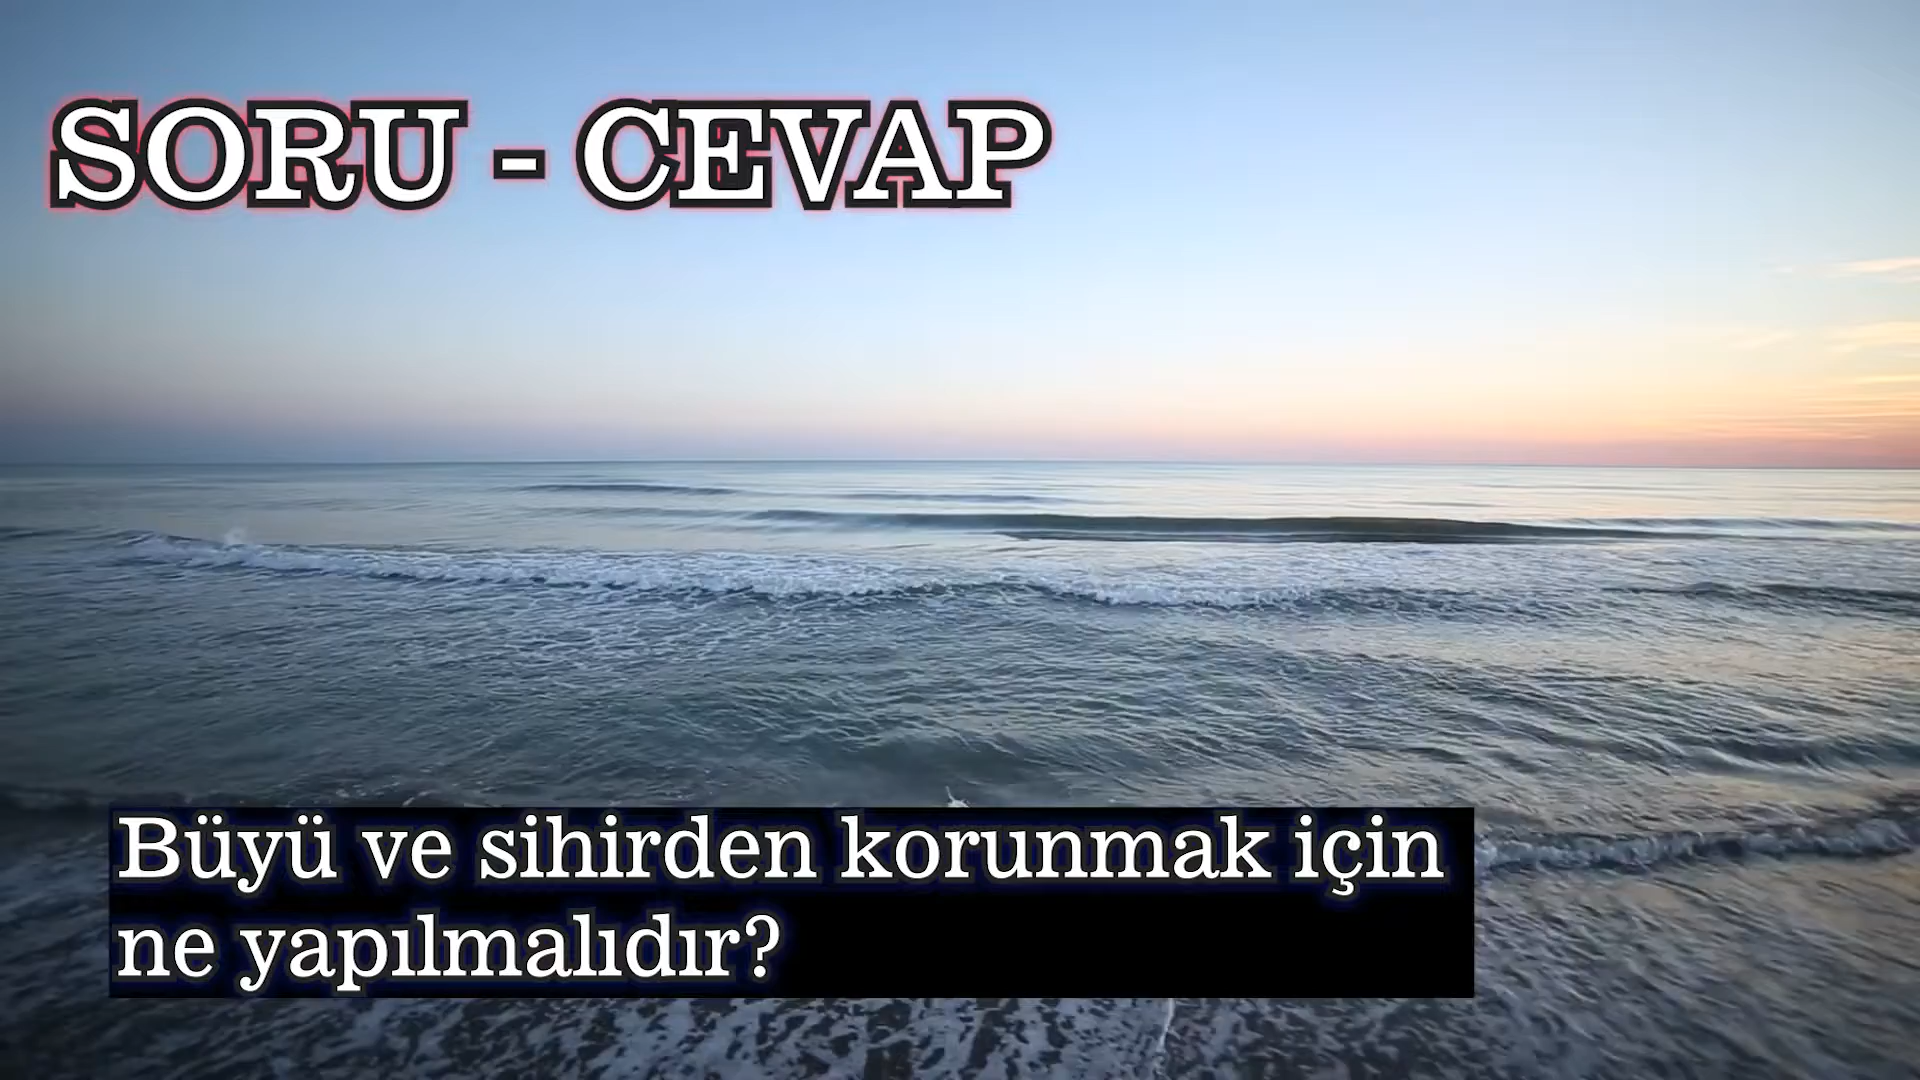 SORU - CEVAP
Büyü ve sihirden korunmak için
ne yapılmalıdır?